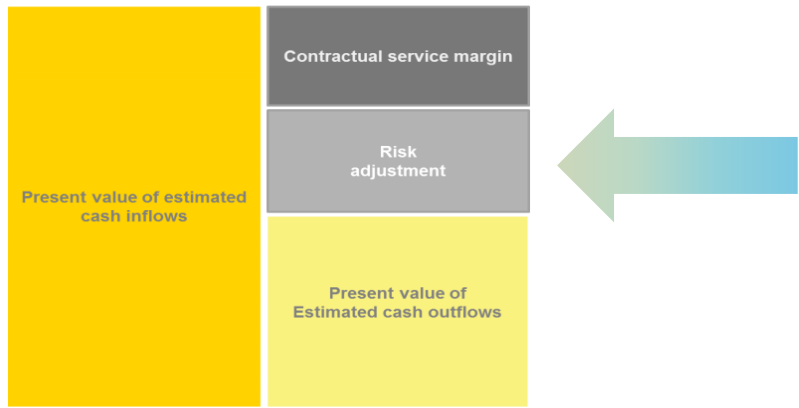 Contractual service margin
Risk
adjustment
Present value of estimated
cash inflows
Present value of
Estimated cash outflows